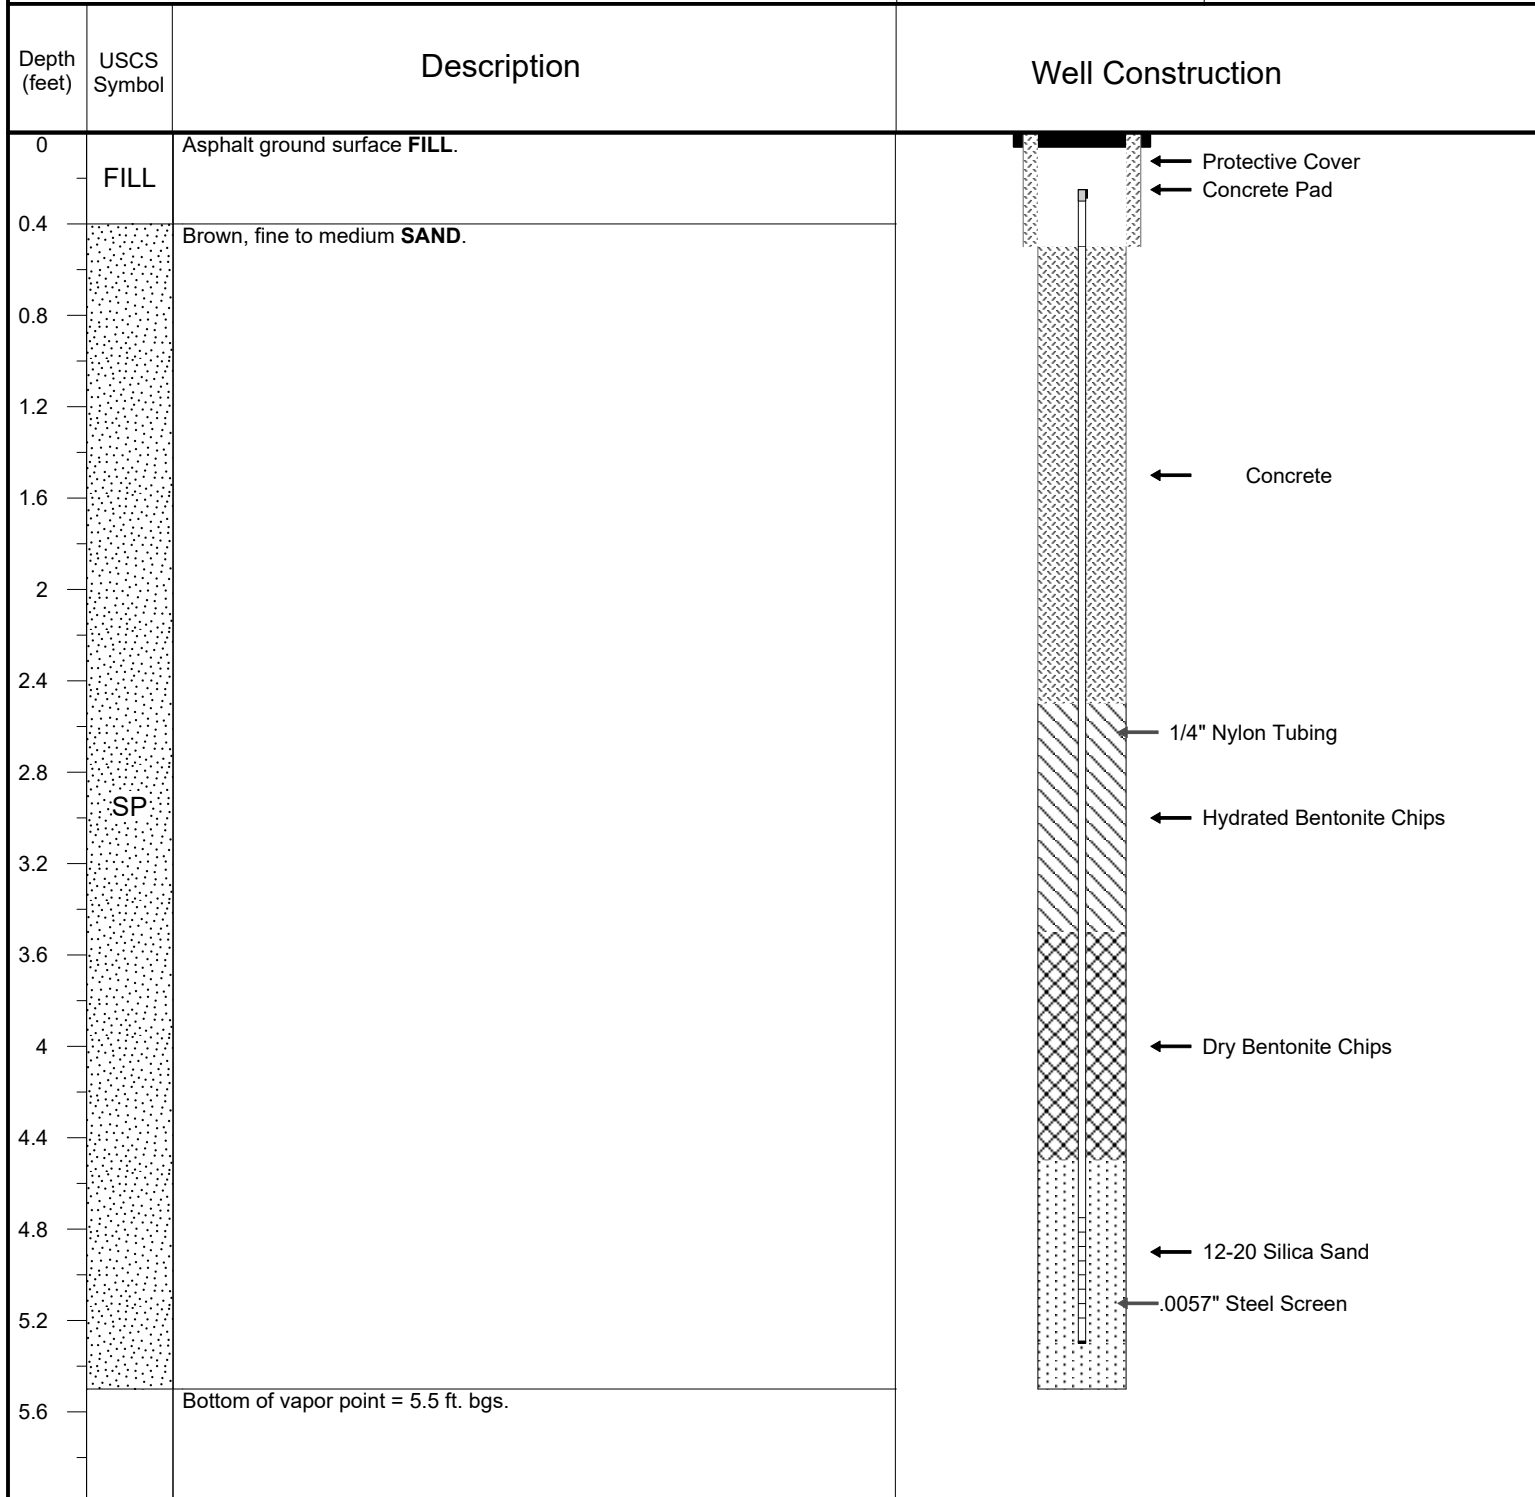 Depth
(feet)
USCS
Symbol
Description
Well Construction
0
FILL
Asphalt ground surface FILL.
Protective Cover
Concrete Pad
0.4
Brown, fine to medium SAND.
0.8
1.2
Concrete
1.6
2
2.4
1/4" Nylon Tubing
2.8
SP
Hydrated Bentonite Chips
3.2
3.6
4
Dry Bentonite Chips
4.4
4.8
12-20 Silica Sand
.0057" Steel Screen
5.2
Bottom of vapor point = 5.5 ft. bgs.
5.6